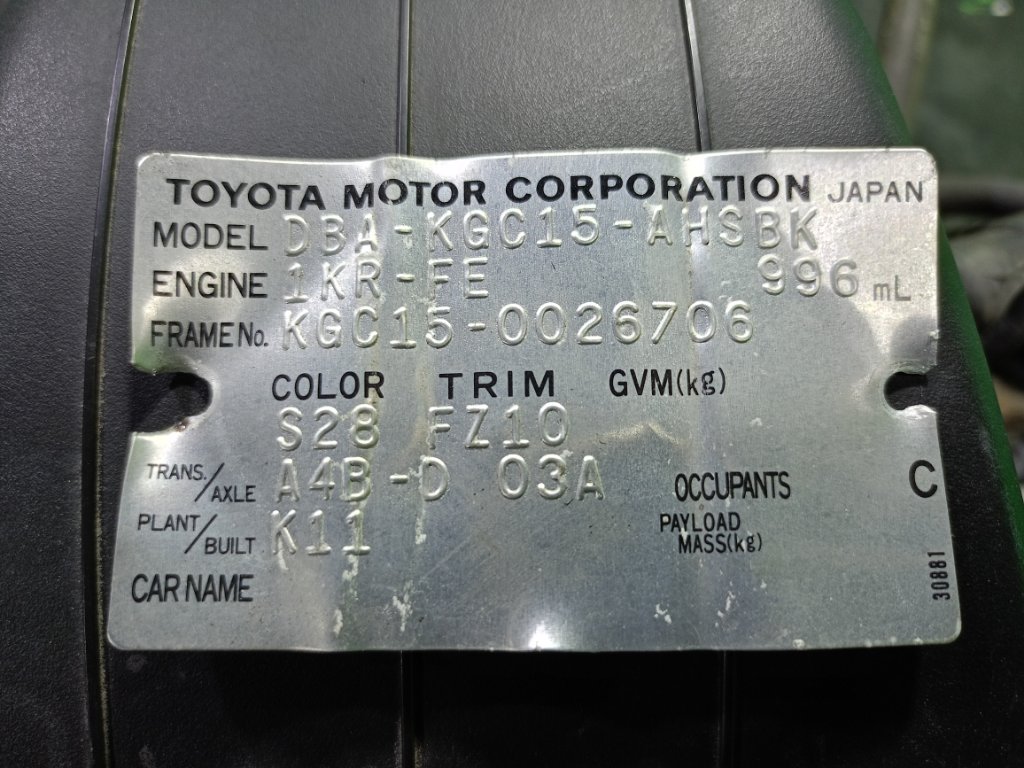 TOYOTA MOTOR CORPORATION JAPAN
MODEL DBA-KGC15-AHSBK
ENGINE 1KR-FE 996 mL
FRAME No. KGC15-0026706
COLOR TRIM GVM(kg)
S28 FZ10
TRANS./AXLE A4B-D 03A OCCUPANTS C
PLANT/BUILT K11 PAYLOAD MASS(kg)
CAR NAME
30881